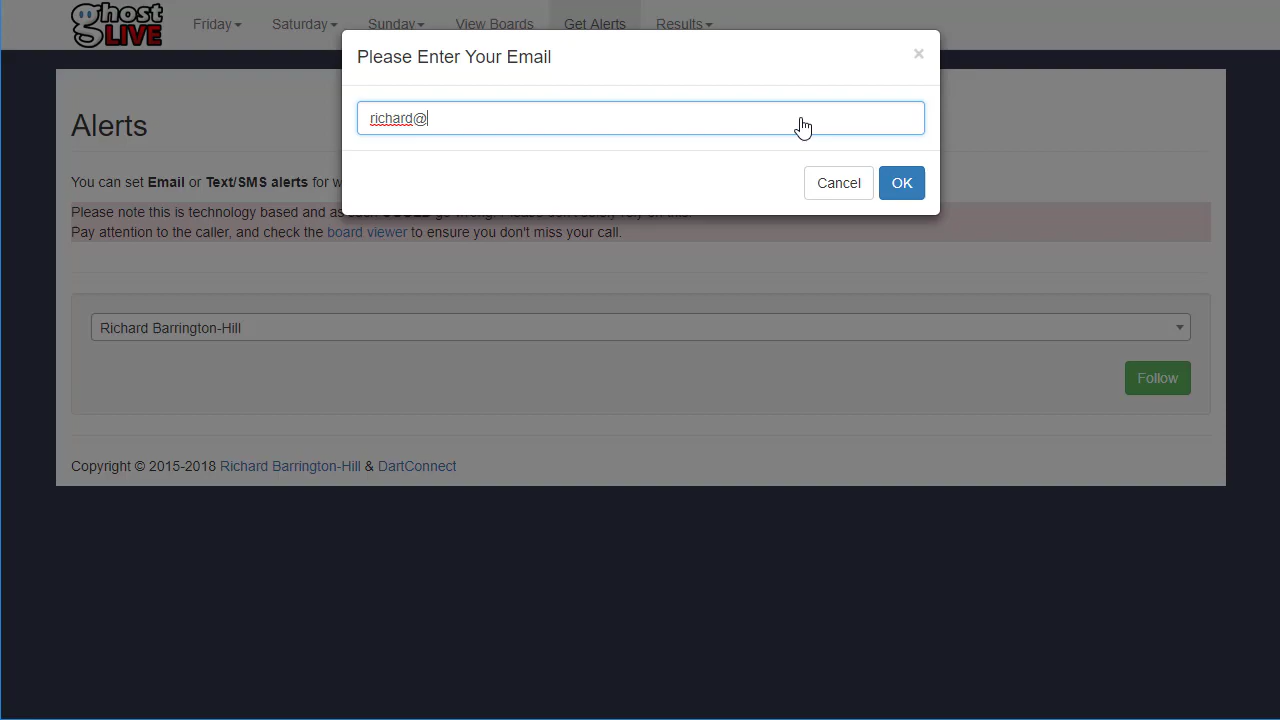 ghost LIVE
Friday Saturday Sunday View Boards Get Alerts Results
Please Enter Your Email ×
richard@
Cancel OK
Alerts
You can set Email or Text/SMS alerts for
Please note this is technology based and
Pay attention to the caller, and check the board viewer to ensure you don't miss your call.
Richard Barrington-Hill
Follow
Copyright © 2015-2018 Richard Barrington-Hill & DartConnect